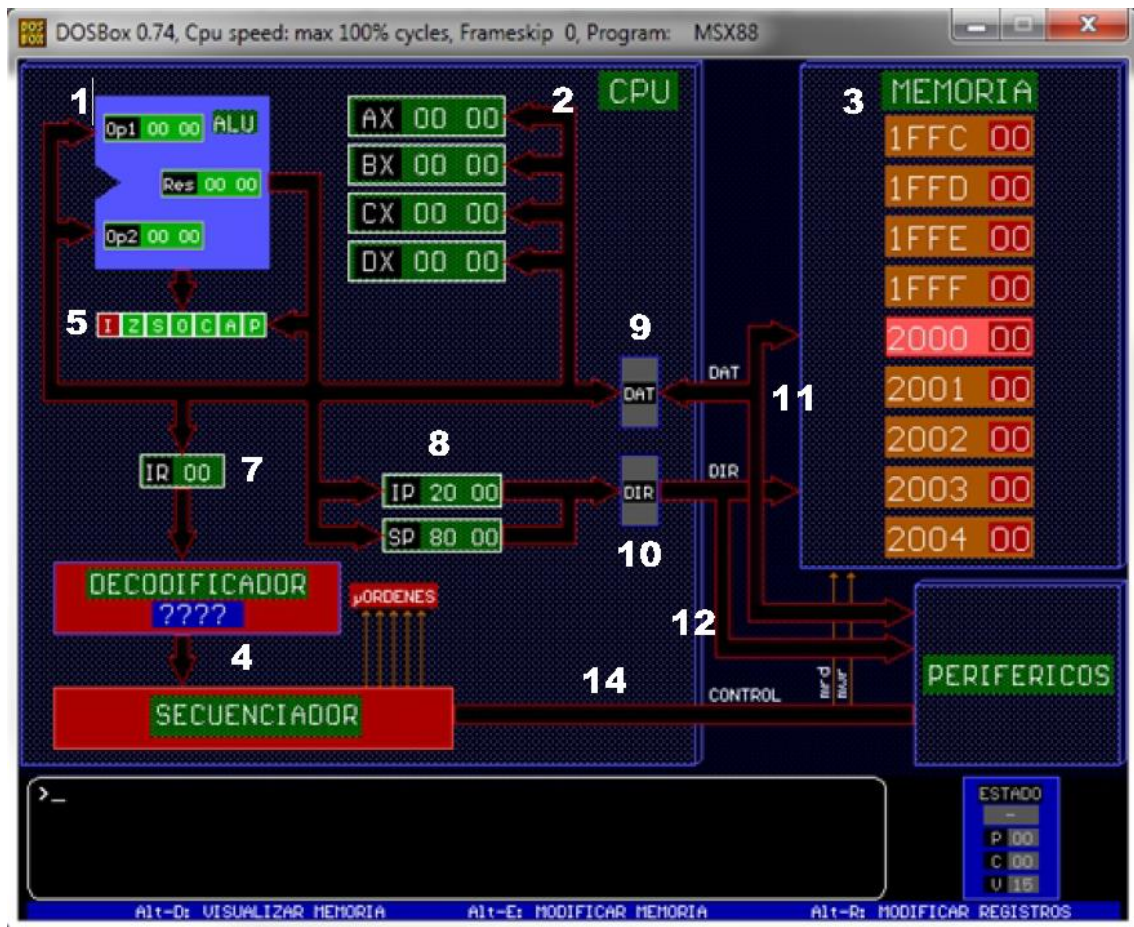 DOSBox 0.74, Cpu speed: max 100% cycles, Frameskip 0, Program: MSX88
1
Op1 00 00
ALU
Res 00 00
Op2 00 00
5
I Z S O C A P
2
CPU
AX 00 00
BX 00 00
CX 00 00
DX 00 00
3
MEMORIA
1FFC 00
1FFD 00
1FFE 00
1FFF 00
2000 00
2001 00
2002 00
2003 00
2004 00
9
DAT
DAT
11
7
IR 00
8
IP 20 00
SP 80 00
DIR
DIR
10
12
DECODIFICADOR
????
µORDENES
4
SECUENCIADOR
14
CONTROL
mrd
mwr
PERIFERICOS
>_
ESTADO
-
P 00
C 00
V 15
Alt-D: VISUALIZAR MEMORIA Alt-E: MODIFICAR MEMORIA Alt-R: MODIFICAR REGISTROS